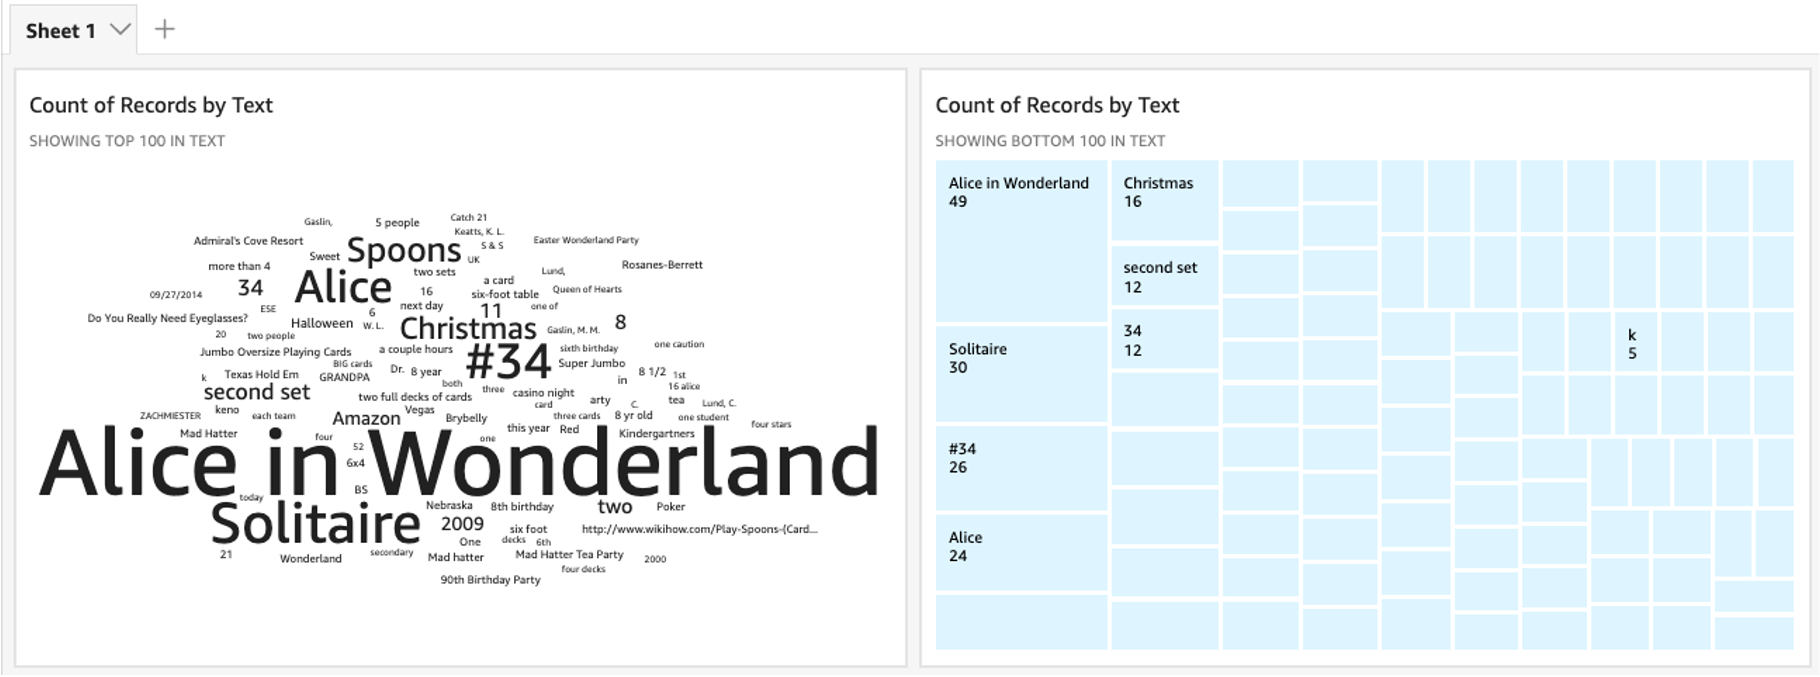 Sheet 1
Count of Records by Text
SHOWING TOP 100 IN TEXT
Gaslin,
5 people
Catch 21
Keatts, K. L.
Admiral's Cove Resort
Spoons
S & S
Easter Wonderland Party
Sweet
UK
more than 4
two sets
Lund,
Rosanes-Berrett
34
Alice
a card
09/27/2014
16
six-foot table
Queen of Hearts
ESE
6
next day
11
one of
Do You Really Need Eyeglasses?
Halloween
W. L.
Christmas
Gaslin, M. M.
8
20
two people
Jumbo Oversize Playing Cards
a couple hours
#34
sixth birthday
one caution
BIG cards
Super Jumbo
k
Texas Hold Em
GRANDPA
Dr.
8 year
in
8 1/2
1st
both
16 alice
second set
two full decks of cards
three
casino night
arty
tea
card
C.
Lund, C.
ZACHMIESTER
keno
each team
Amazon
Vegas
Brybelly
three cards
8 yr old
one student
four stars
Mad Hatter
four
this year
Red
Kindergartners
one
52
Alice in Wonderland
6x4
BS
today
Solitaire
Nebraska
8th birthday
two
Poker
2009
six foot
http://www.wikihow.com/Play-Spoons-(Card...
One
decks
6th
21
Wonderland
secondary
Mad hatter
Mad Hatter Tea Party
2000
four decks
90th Birthday Party
Count of Records by Text
SHOWING BOTTOM 100 IN TEXT
Alice in Wonderland
49
Solitaire
30
#34
26
Alice
24
Christmas
16
second set
12
34
12
k
5